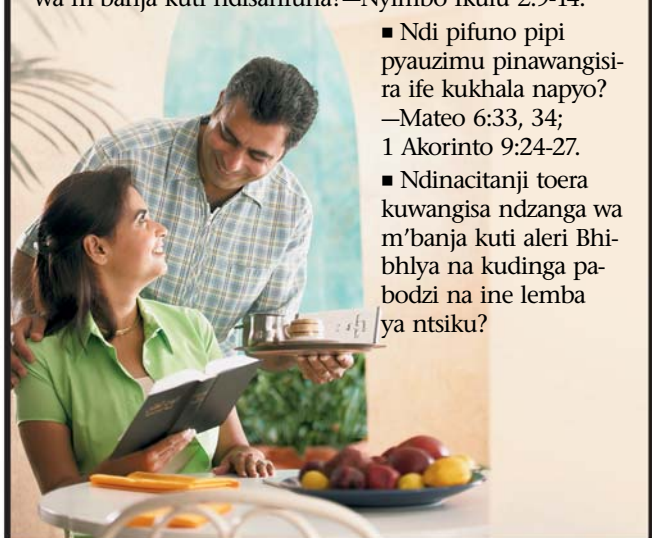 wa m'banja kuti ndisamfuna?—Nyimbo Ikulu 2:9-14.
■ Ndi pifuno pipi
pyauzimu pinawangisi-
ra ife kukhala napyo?
—Mateo 6:33, 34;
1 Akorinto 9:24-27.
■ Ndinacitanji toera
kuwangisa ndzanga wa
m'banja kuti aleri Bhi-
bhlya na kudinga pa-
bodzi na ine lemba
ya ntsiku?